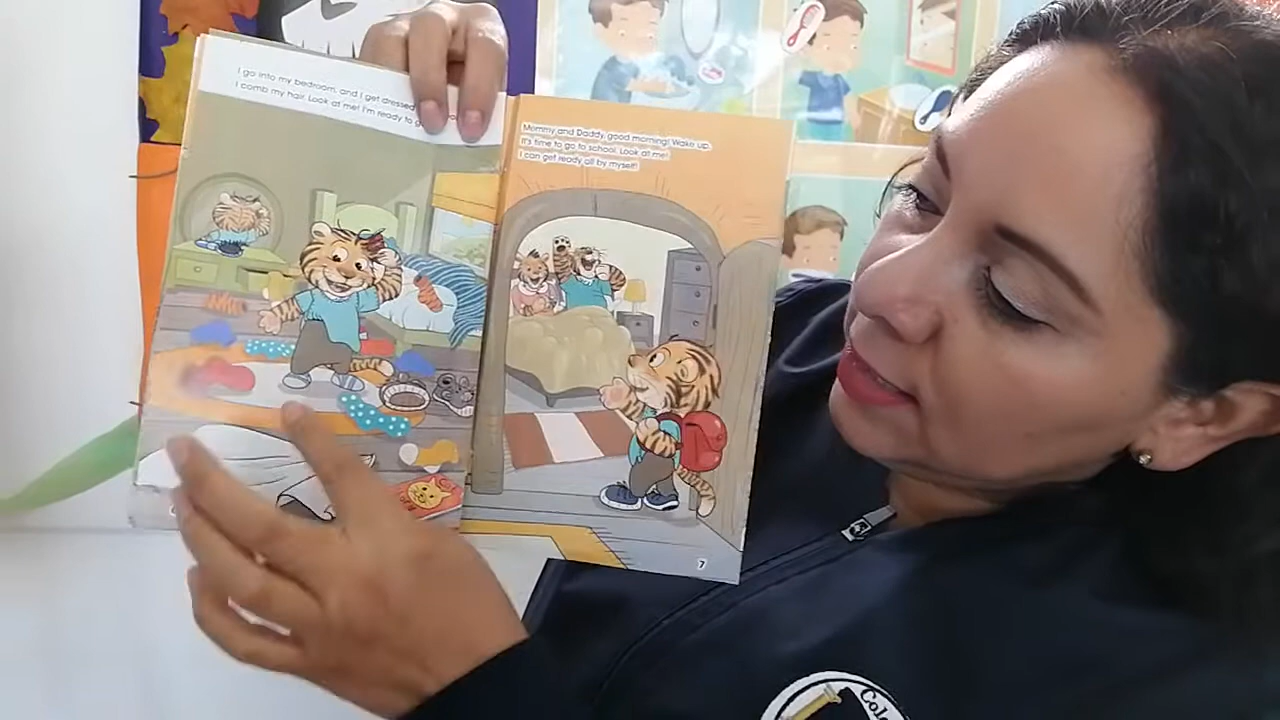 I go into my bedroom, and I get dressed
I comb my hair. Look at me! I'm ready to
Mommy and Daddy, good morning! Wake up.
It's time to go to school. Look at me!
I can get ready all by myself!
7